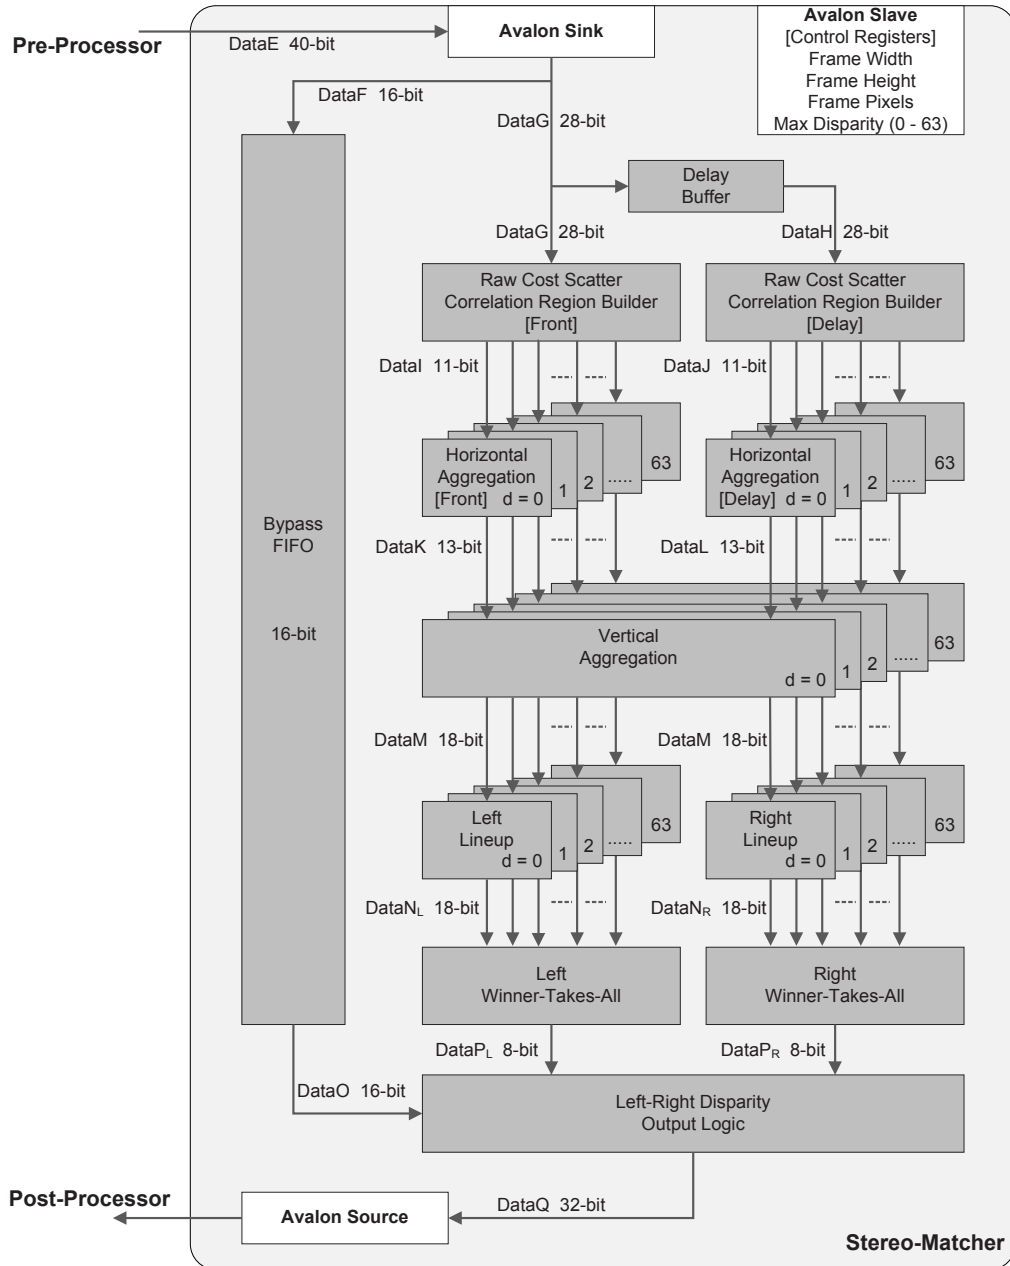 Pre-Processor
DataE 40-bit
Avalon Sink
Avalon Slave
[Control Registers]
Frame Width
Frame Height
Frame Pixels
Max Disparity (0 - 63)
DataF 16-bit
DataG 28-bit
Delay
Buffer
DataG 28-bit
DataH 28-bit
Raw Cost Scatter
Correlation Region Builder
[Front]
Raw Cost Scatter
Correlation Region Builder
[Delay]
DataI 11-bit
DataJ 11-bit
Horizontal
Aggregation
[Front] d = 0
1
2
.....
63
Horizontal
Aggregation
[Delay] d = 0
1
2
.....
63
Bypass
FIFO
16-bit
DataK 13-bit
DataL 13-bit
Vertical
Aggregation
d = 0
1
2
.....
63
DataM 18-bit
DataM 18-bit
Left
Lineup
d = 0
1
2
.....
63
Right
Lineup
d = 0
1
2
.....
63
DataN_L 18-bit
DataN_R 18-bit
Left
Winner-Takes-All
Right
Winner-Takes-All
DataP_L 8-bit
DataP_R 8-bit
DataO 16-bit
Left-Right Disparity
Output Logic
Post-Processor
Avalon Source
DataQ 32-bit
Stereo-Matcher